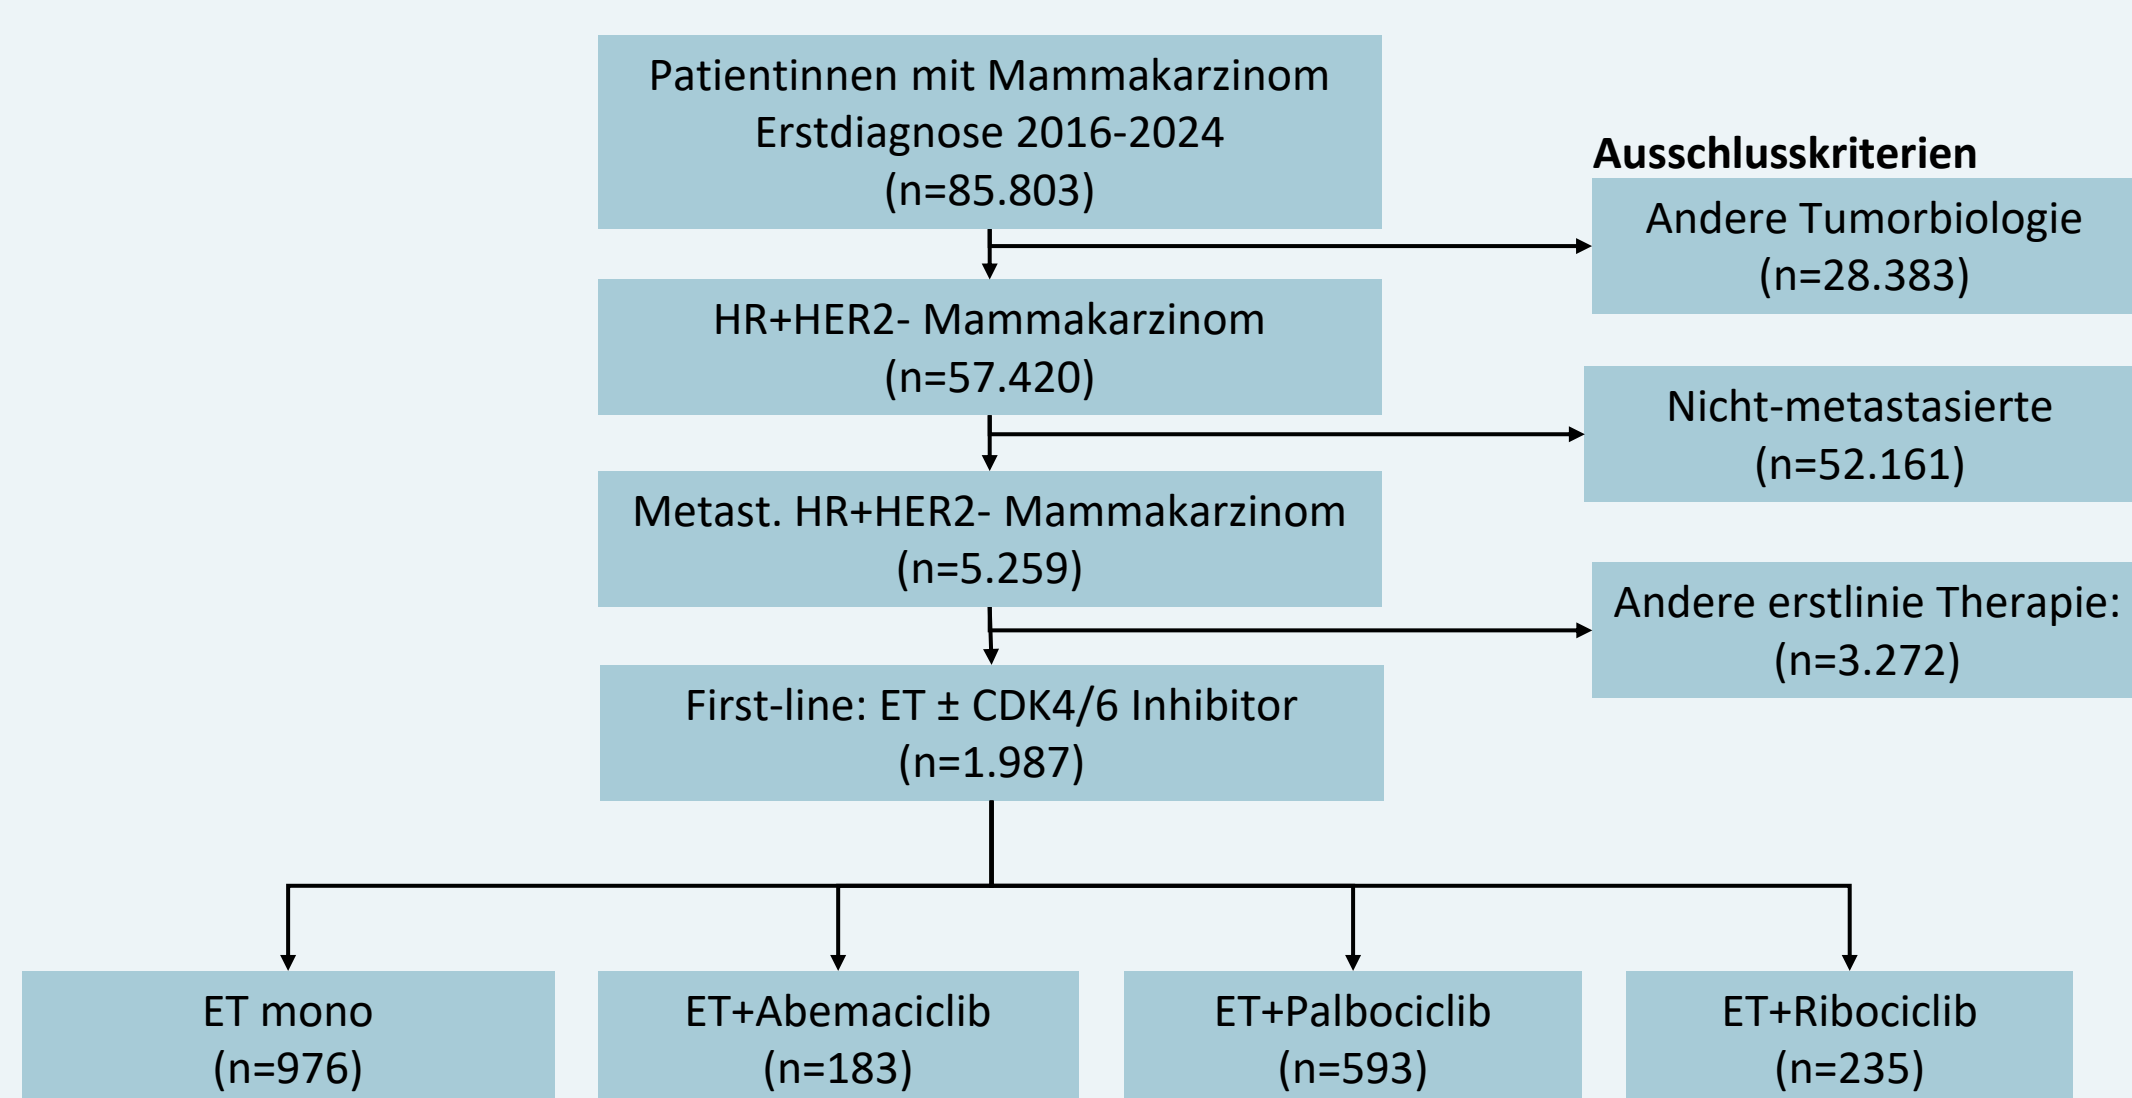 Patientinnen mit Mammakarzinom
Erstdiagnose 2016-2024
(n=85.803)
Ausschlusskriterien
Andere Tumorbiologie
(n=28.383)
HR+HER2- Mammakarzinom
(n=57.420)
Nicht-metastasierte
(n=52.161)
Metast. HR+HER2- Mammakarzinom
(n=5.259)
Andere erstlinie Therapie:
(n=3.272)
First-line: ET ± CDK4/6 Inhibitor
(n=1.987)
ET mono
(n=976)
ET+Abemaciclib
(n=183)
ET+Palbociclib
(n=593)
ET+Ribociclib
(n=235)